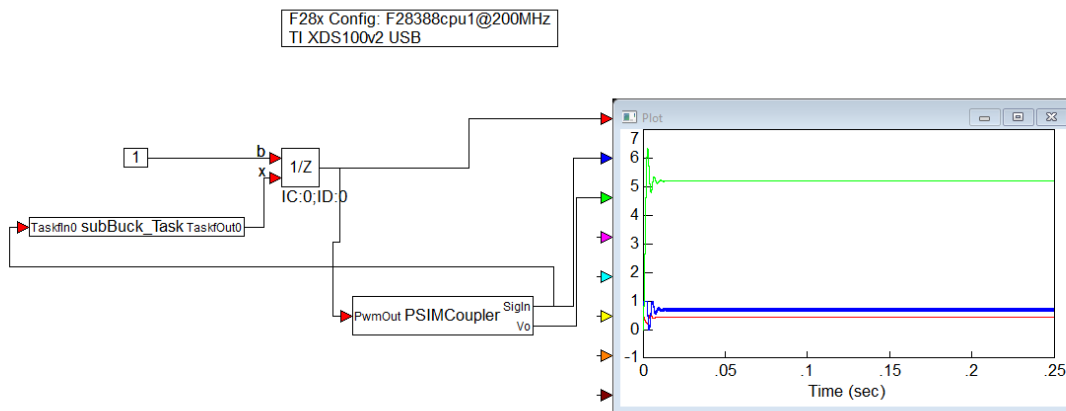 F28x Config: F28388cpu1@200MHz
TI XDS100v2 USB
Plot
1
b
x
1/Z
IC:0;ID:0
TaskfIn0 subBuck_Task TaskfOut0
PwmOut PSIMCoupler SigIn
Vo
7
6
5
4
3
2
1
0
-1
0 .05 .1 .15 .2 .25
Time (sec)